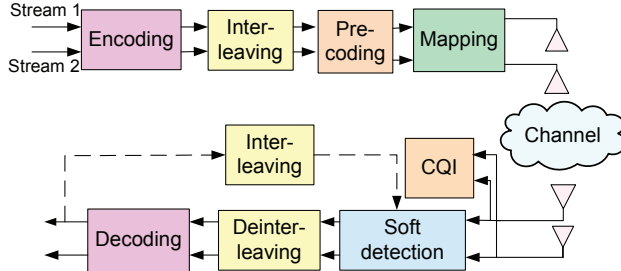 Stream 1
Stream 2
Encoding
Inter-
leaving
Pre-
coding
Mapping
Channel
Inter-
leaving
CQI
Decoding
Deinter-
leaving
Soft
detection